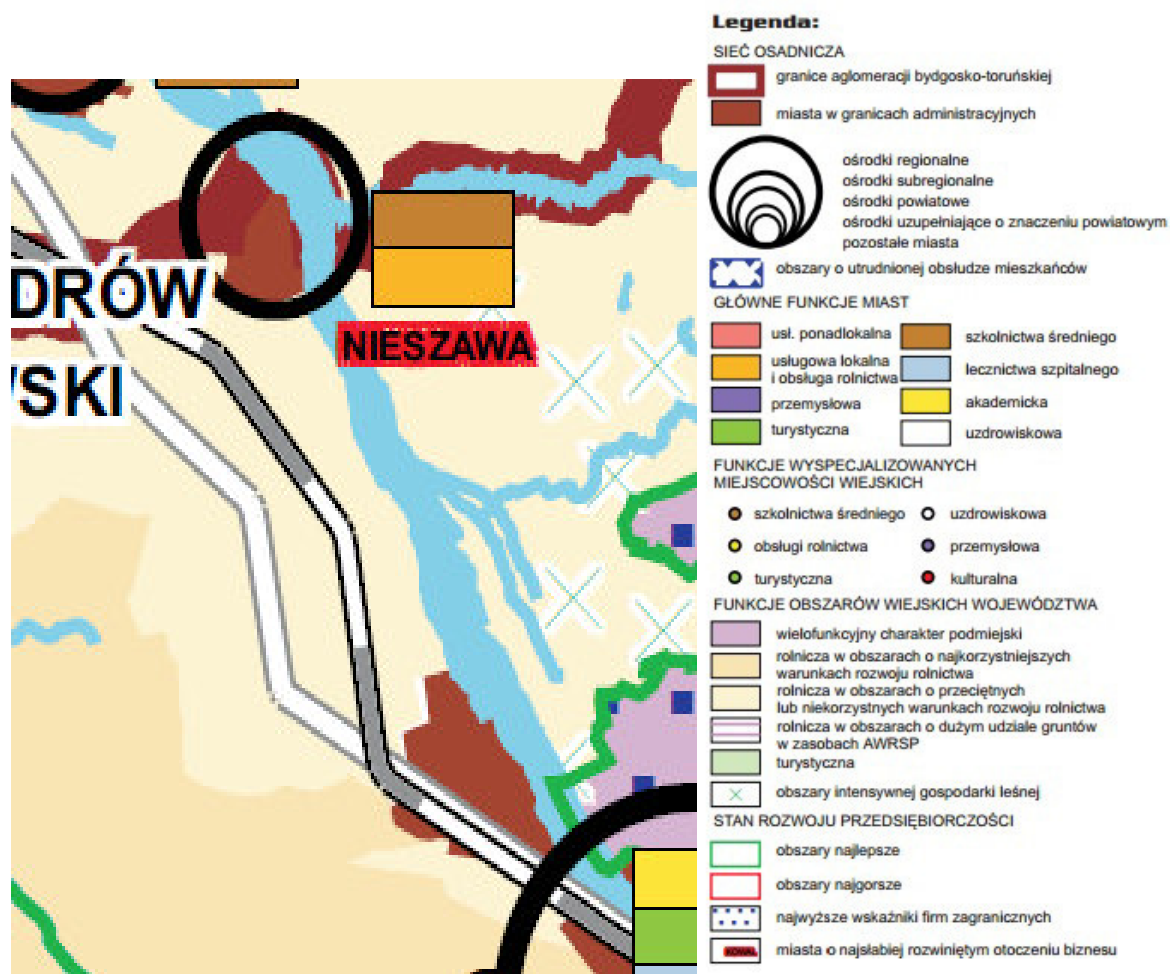 DRÓW
WSKI
NIESZAWA
Legenda:
SIEĆ OSADNICZA
granice aglomeracji bydgosko-toruńskiej
miasta w granicach administracyjnych
ośrodki regionalne
ośrodki subregionalne
ośrodki powiatowe
ośrodki uzupełniające o znaczeniu powiatowym
pozostałe miasta
obszary o utrudnionej obsłudze mieszkańców
GŁÓWNE FUNKCJE MIAST
usł. ponadlokalna
usługowa lokalna
i obsługa rolnictwa
przemysłowa
turystyczna
szkolnictwa średniego
lecznictwa szpitalnego
akademicka
uzdrowiskowa
FUNKCJE WYSPECJALIZOWANYCH
MIEJSCOWOŚCI WIEJSKICH
szkolnictwa średniego
obsługi rolnictwa
turystyczna
uzdrowiskowa
przemysłowa
kulturalna
FUNKCJE OBSZARÓW WIEJSKICH WOJEWÓDZTWA
wielofunkcyjny charakter podmiejski
rolnicza w obszarach o najkorzystniejszych
warunkach rozwoju rolnictwa
rolnicza w obszarach o przeciętnych
lub niekorzystnych warunkach rozwoju rolnictwa
rolnicza w obszarach o dużym udziale gruntów
w zasobach AWRSP
turystyczna
obszary intensywnej gospodarki leśnej
STAN ROZWOJU PRZEDSIĘBIORCZOŚCI
obszary najlepsze
obszary najgorsze
najwyższe wskaźniki firm zagranicznych
KOWAL
miasta o najsłabiej rozwiniętym otoczeniu biznesu